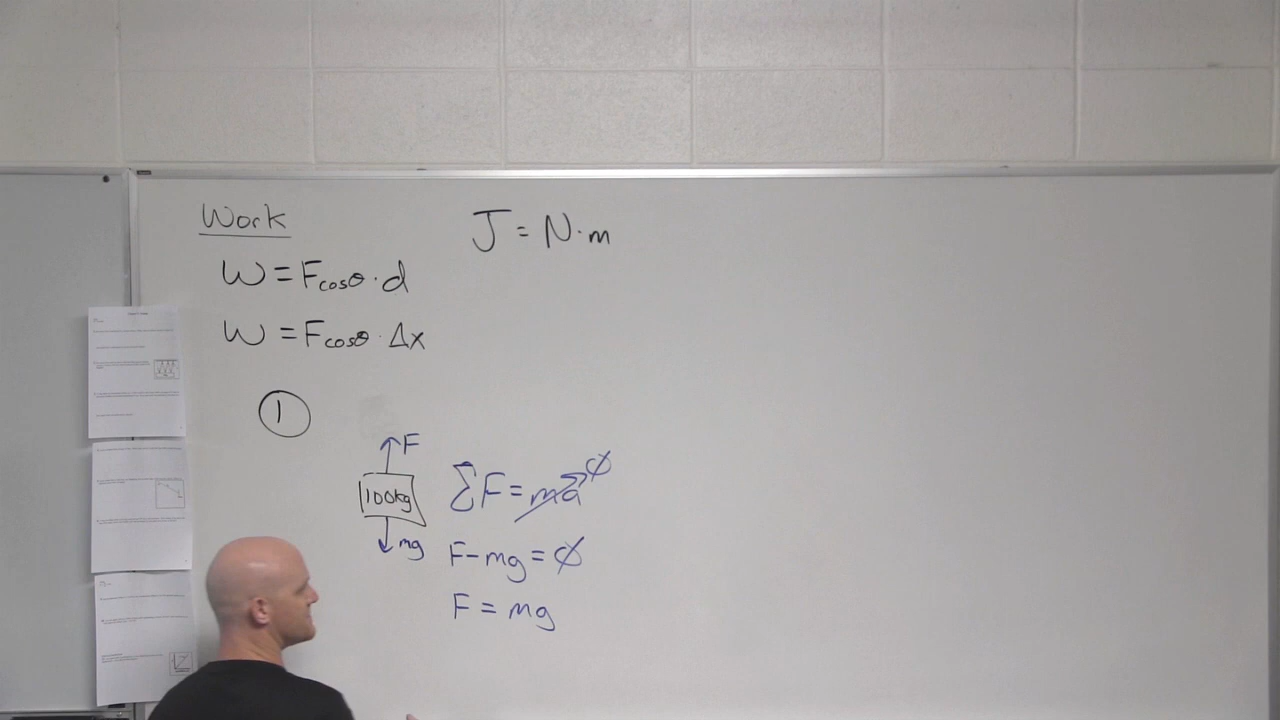 Work
J = N·m
W = Fcosθ · d
W = Fcosθ · Δx
1
F
100kg
mg
ΣF = ma ∅
F - mg = ∅
F = mg